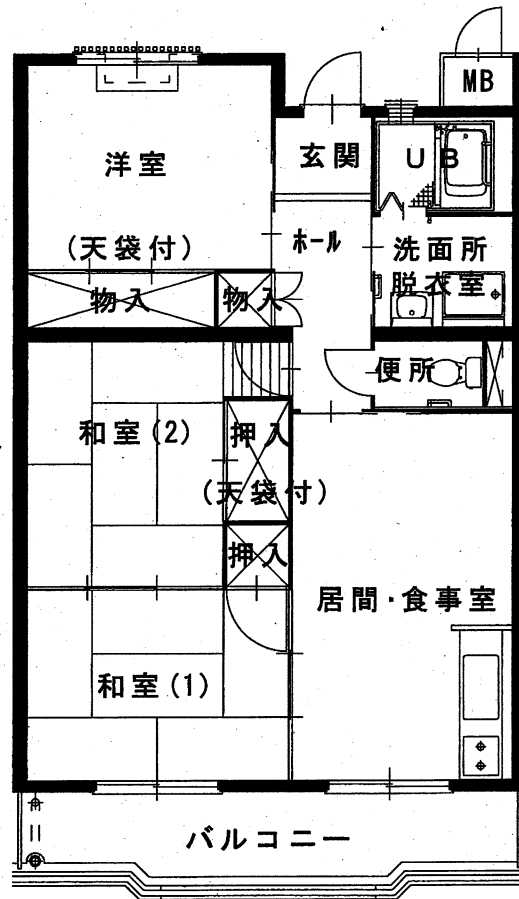 MB
玄関
UB
洋室
ホール
(天袋付)
洗面所
脱衣室
物入
物入
便所
和室(2)
押入
(天袋付)
押入
居間・食事室
和室(1)
バルコニー